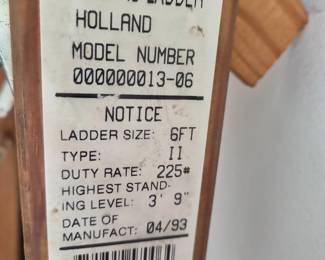 LADDER
HOLLAND
MODEL NUMBER
000000013-06
NOTICE
LADDER SIZE: 6FT
TYPE: II
DUTY RATE: 225#
HIGHEST STAND-
ING LEVEL: 3' 9"
DATE OF
MANUFACT: 04/93